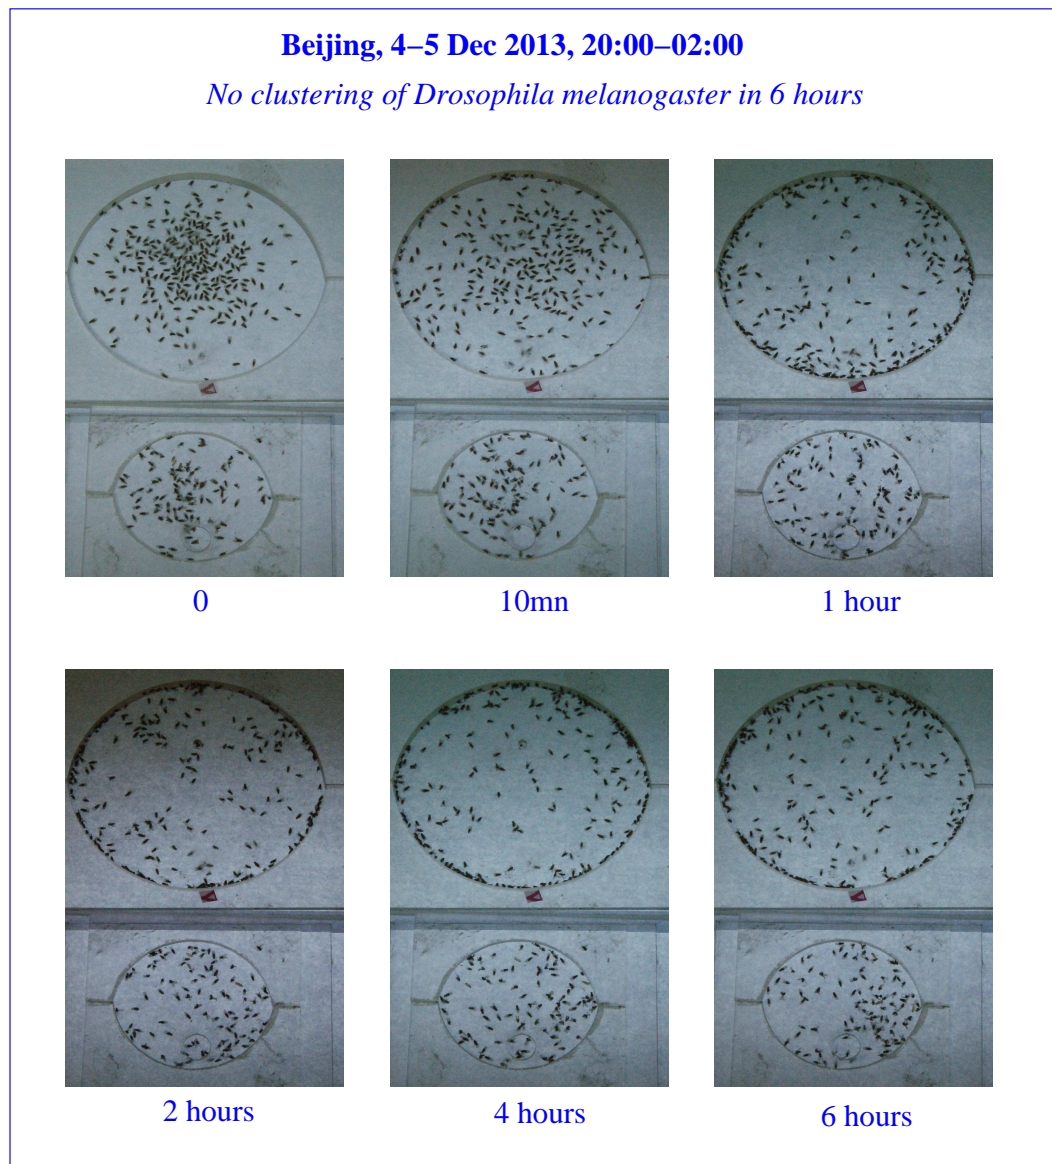 Beijing, 4–5 Dec 2013, 20:00–02:00
No clustering of Drosophila melanogaster in 6 hours
0
10mn
1 hour
2 hours
4 hours
6 hours